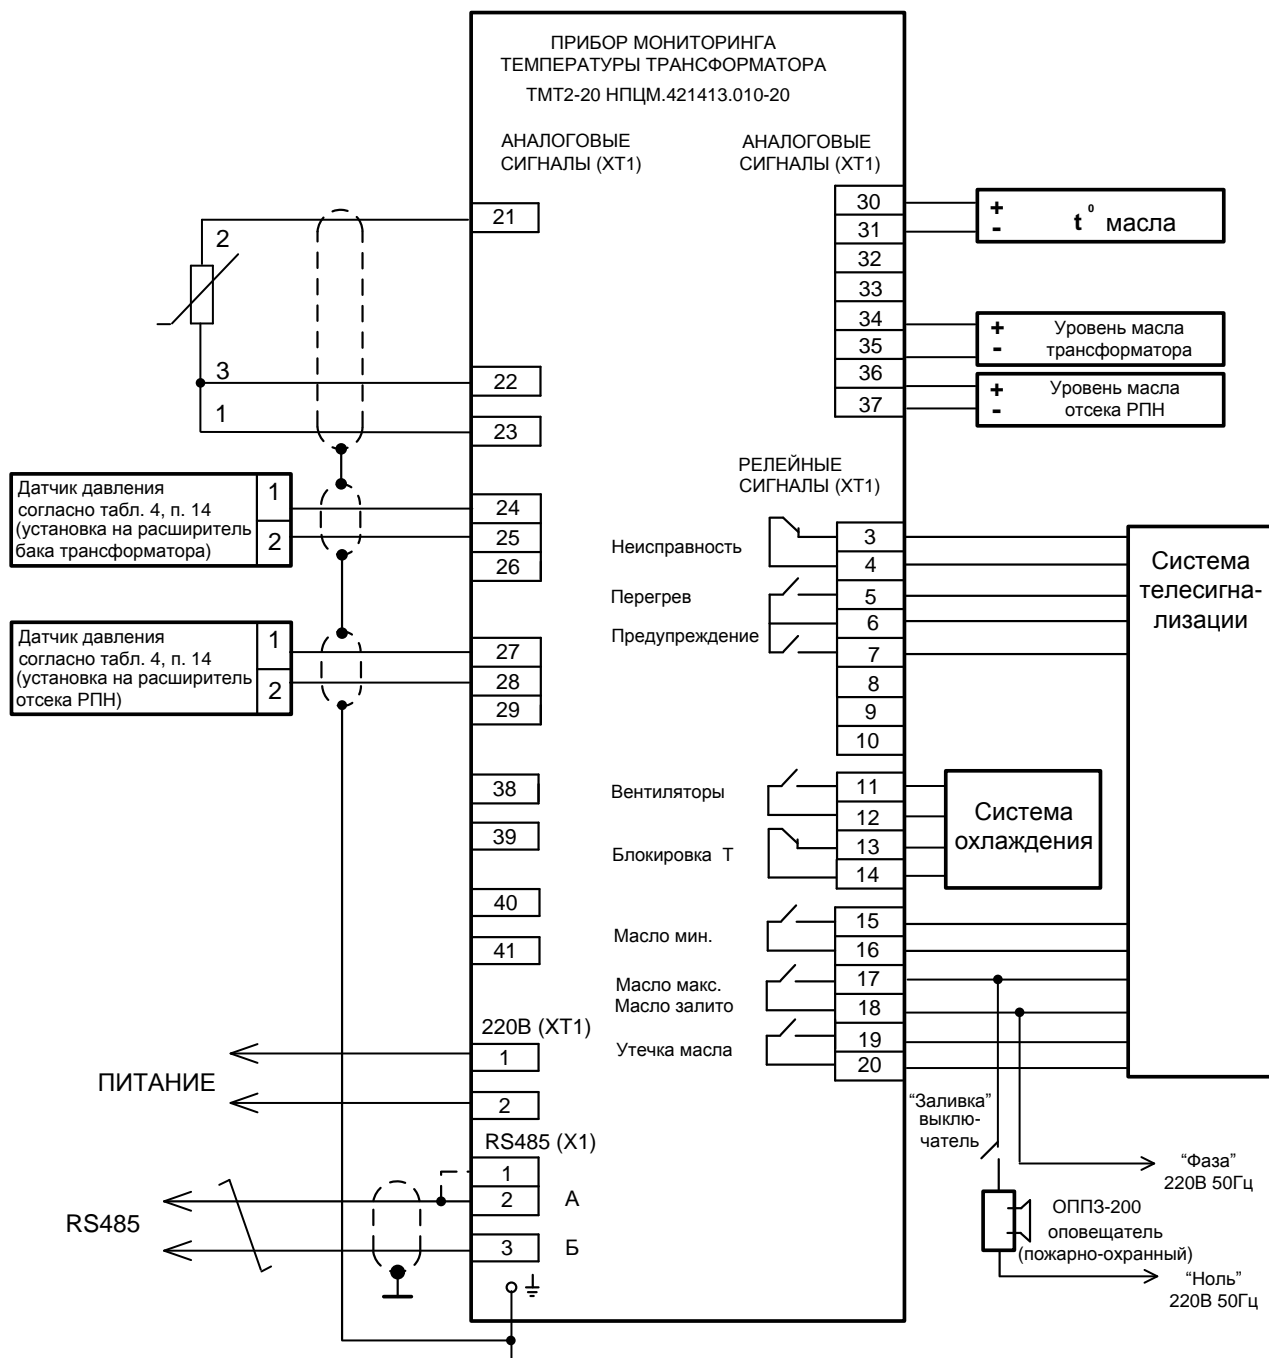 ПРИБОР МОНИТОРИНГА
ТЕМПЕРАТУРЫ ТРАНСФОРМАТОРА
ТМТ2-20 НПЦМ.421413.010-20
АНАЛОГОВЫЕ
СИГНАЛЫ (XT1)
21
2
3
22
1
23
Датчик давления
согласно табл. 4, п. 14
(установка на расширитель
бака трансформатора)
1
2
24
25
26
Датчик давления
согласно табл. 4, п. 14
(установка на расширитель
отсека РПН)
1
2
27
28
29
38
39
40
41
220В (XT1)
1
ПИТАНИЕ
2
RS485 (X1)
1
2 А
RS485
3 Б
АНАЛОГОВЫЕ
СИГНАЛЫ (XT1)
30
31
32
33
34
35
36
37
+
-
t⁰ масла
+
-
Уровень масла
трансформатора
+
-
Уровень масла
отсека РПН
РЕЛЕЙНЫЕ
СИГНАЛЫ (XT1)
Неисправность
3
4
Перегрев
5
6
Предупреждение
7
8
9
10
Вентиляторы
11
12
Блокировка Т
13
14
Масло мин.
15
16
Масло макс.
Масло залито
17
18
Утечка масла
19
20
Система
телесигна-
лизации
Система
охлаждения
“Заливка”
выклю-
чатель
“Фаза”
220В 50Гц
ОППЗ-200
оповещатель
(пожарно-охранный)
“Ноль”
220В 50Гц